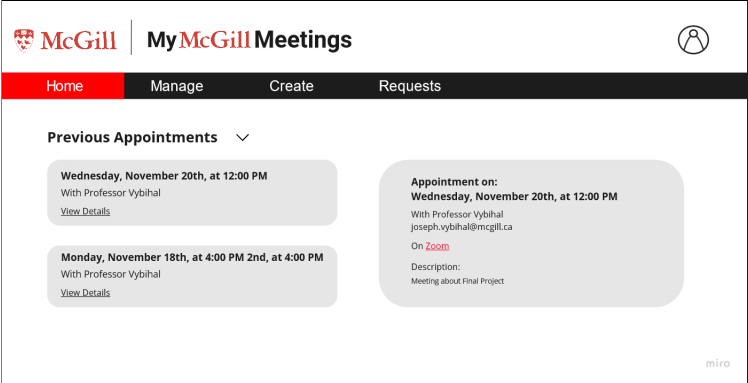 McGill
My McGill Meetings
Home
Manage
Create
Requests
Previous Appointments
Wednesday, November 20th, at 12:00 PM
With Professor Vybihal
View Details
Monday, November 18th, at 4:00 PM 2nd, at 4:00 PM
With Professor Vybihal
View Details
Appointment on:
Wednesday, November 20th, at 12:00 PM
With Professor Vybihal
joseph.vybihal@mcgill.ca
On Zoom
Description:
Meeting about Final Project
miro